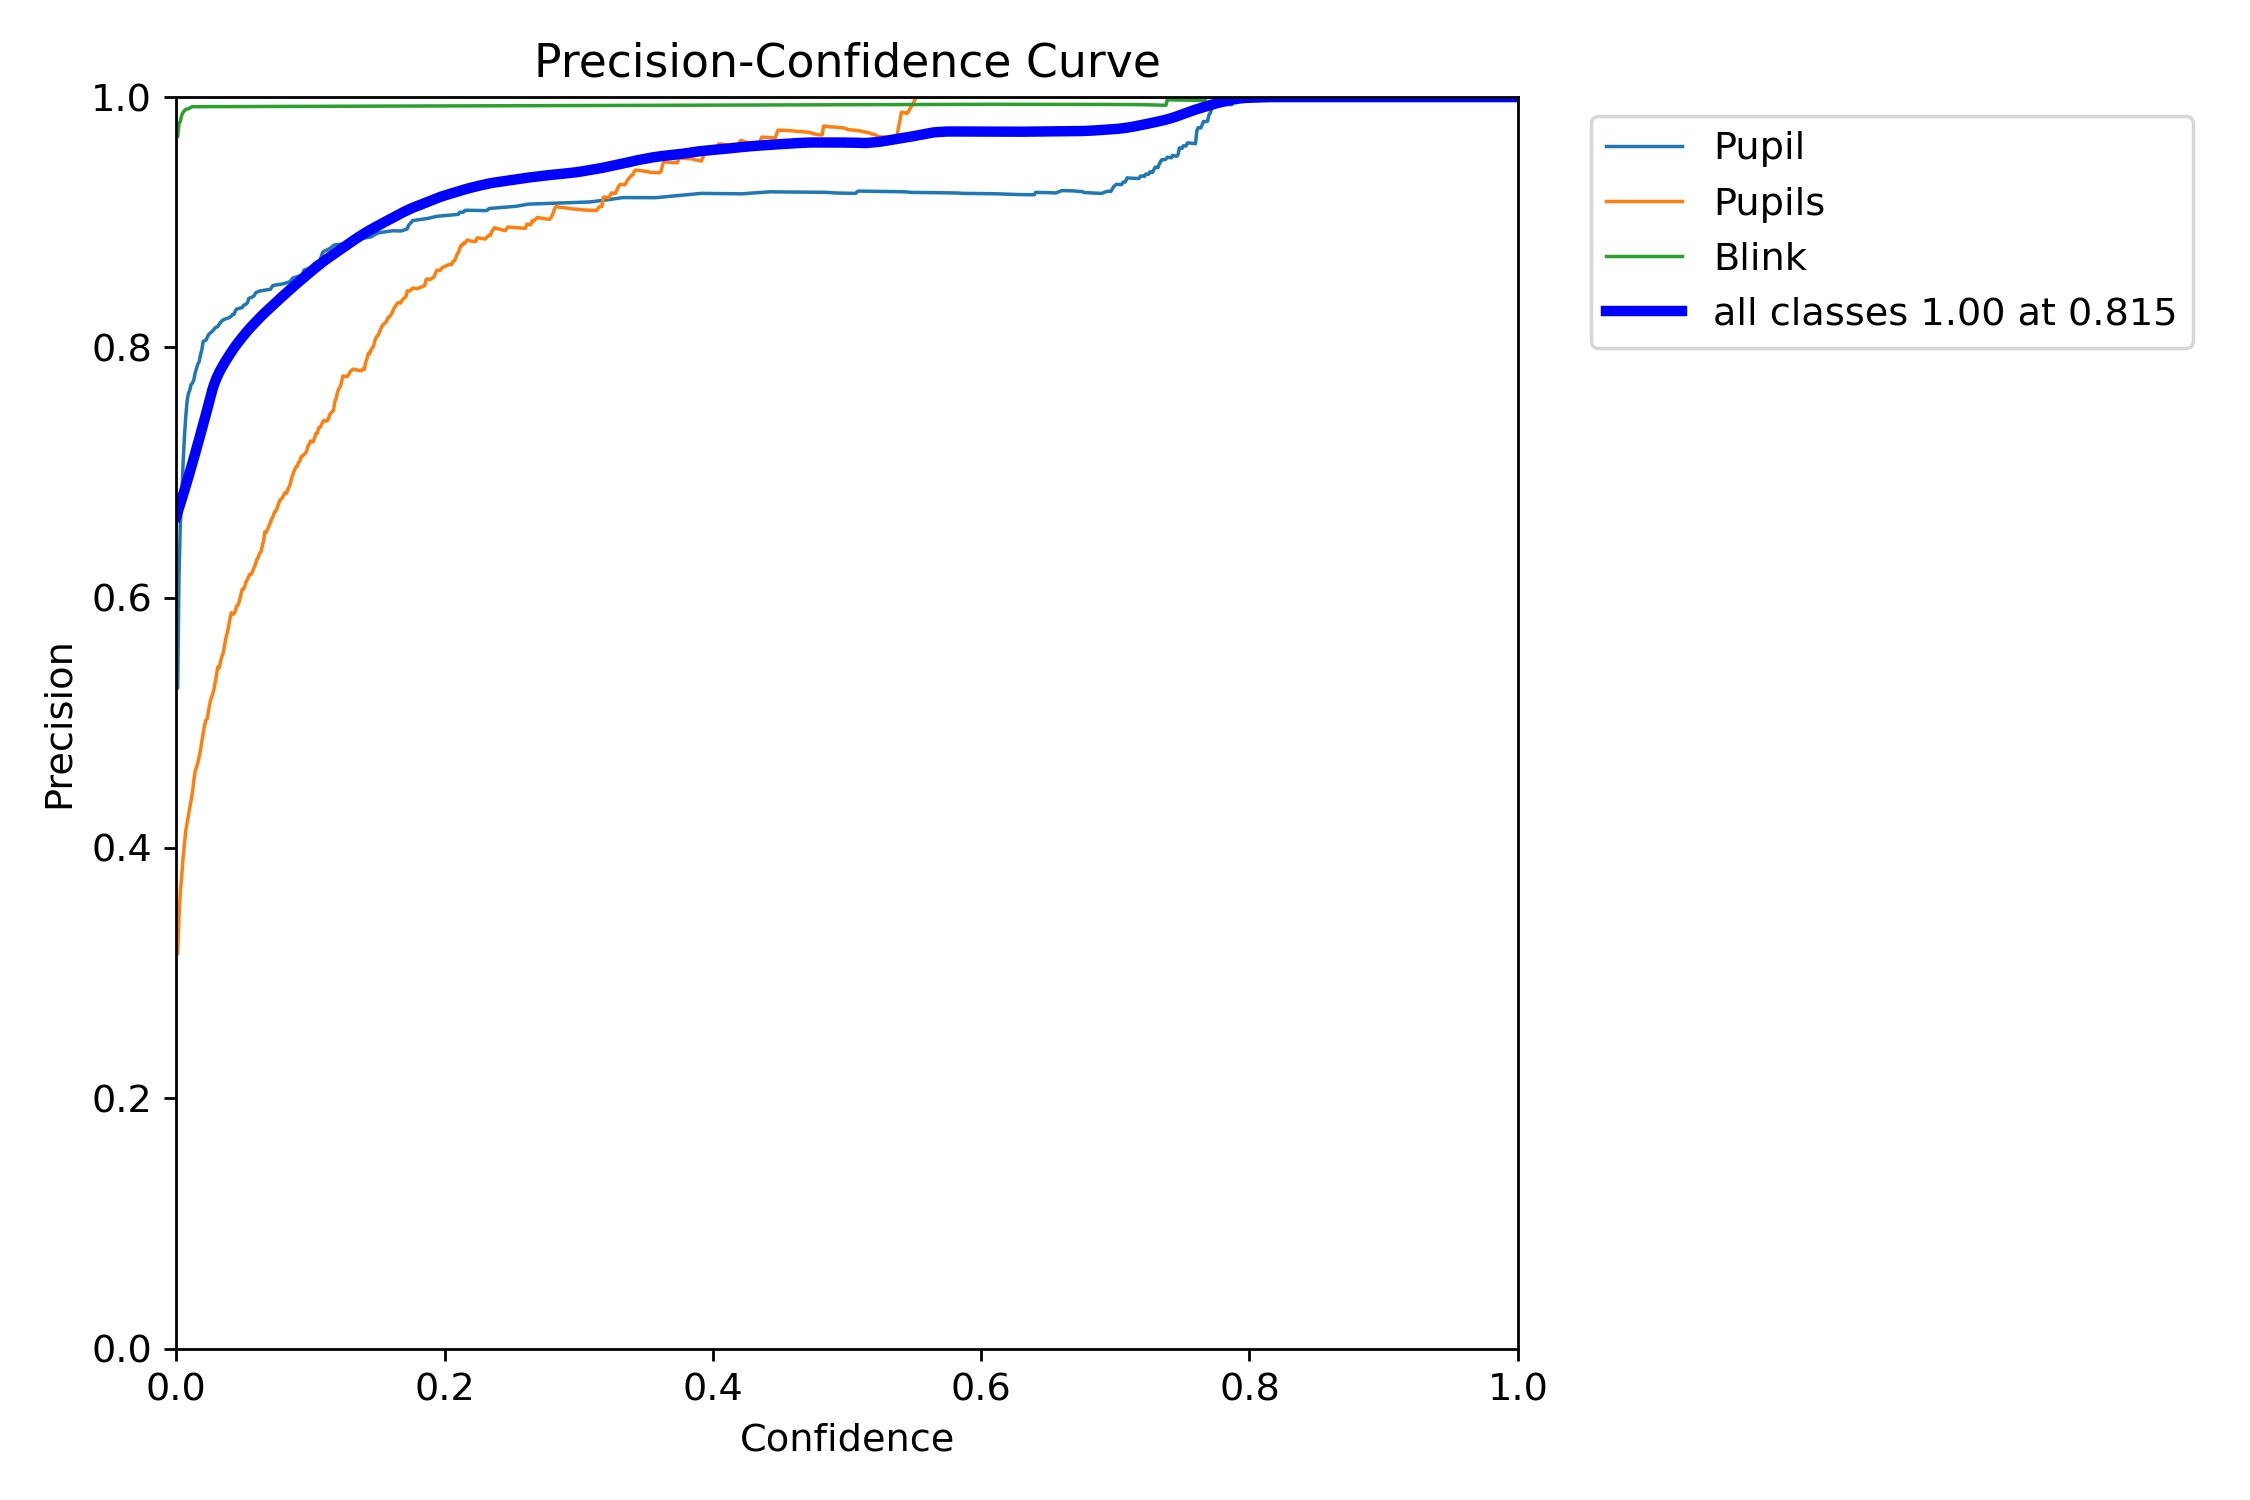 Precision-Confidence Curve
1.0
0.8
0.6
0.4
0.2
0.0
Precision
0.0 0.2 0.4 0.6 0.8 1.0
Confidence
Pupil
Pupils
Blink
all classes 1.00 at 0.815